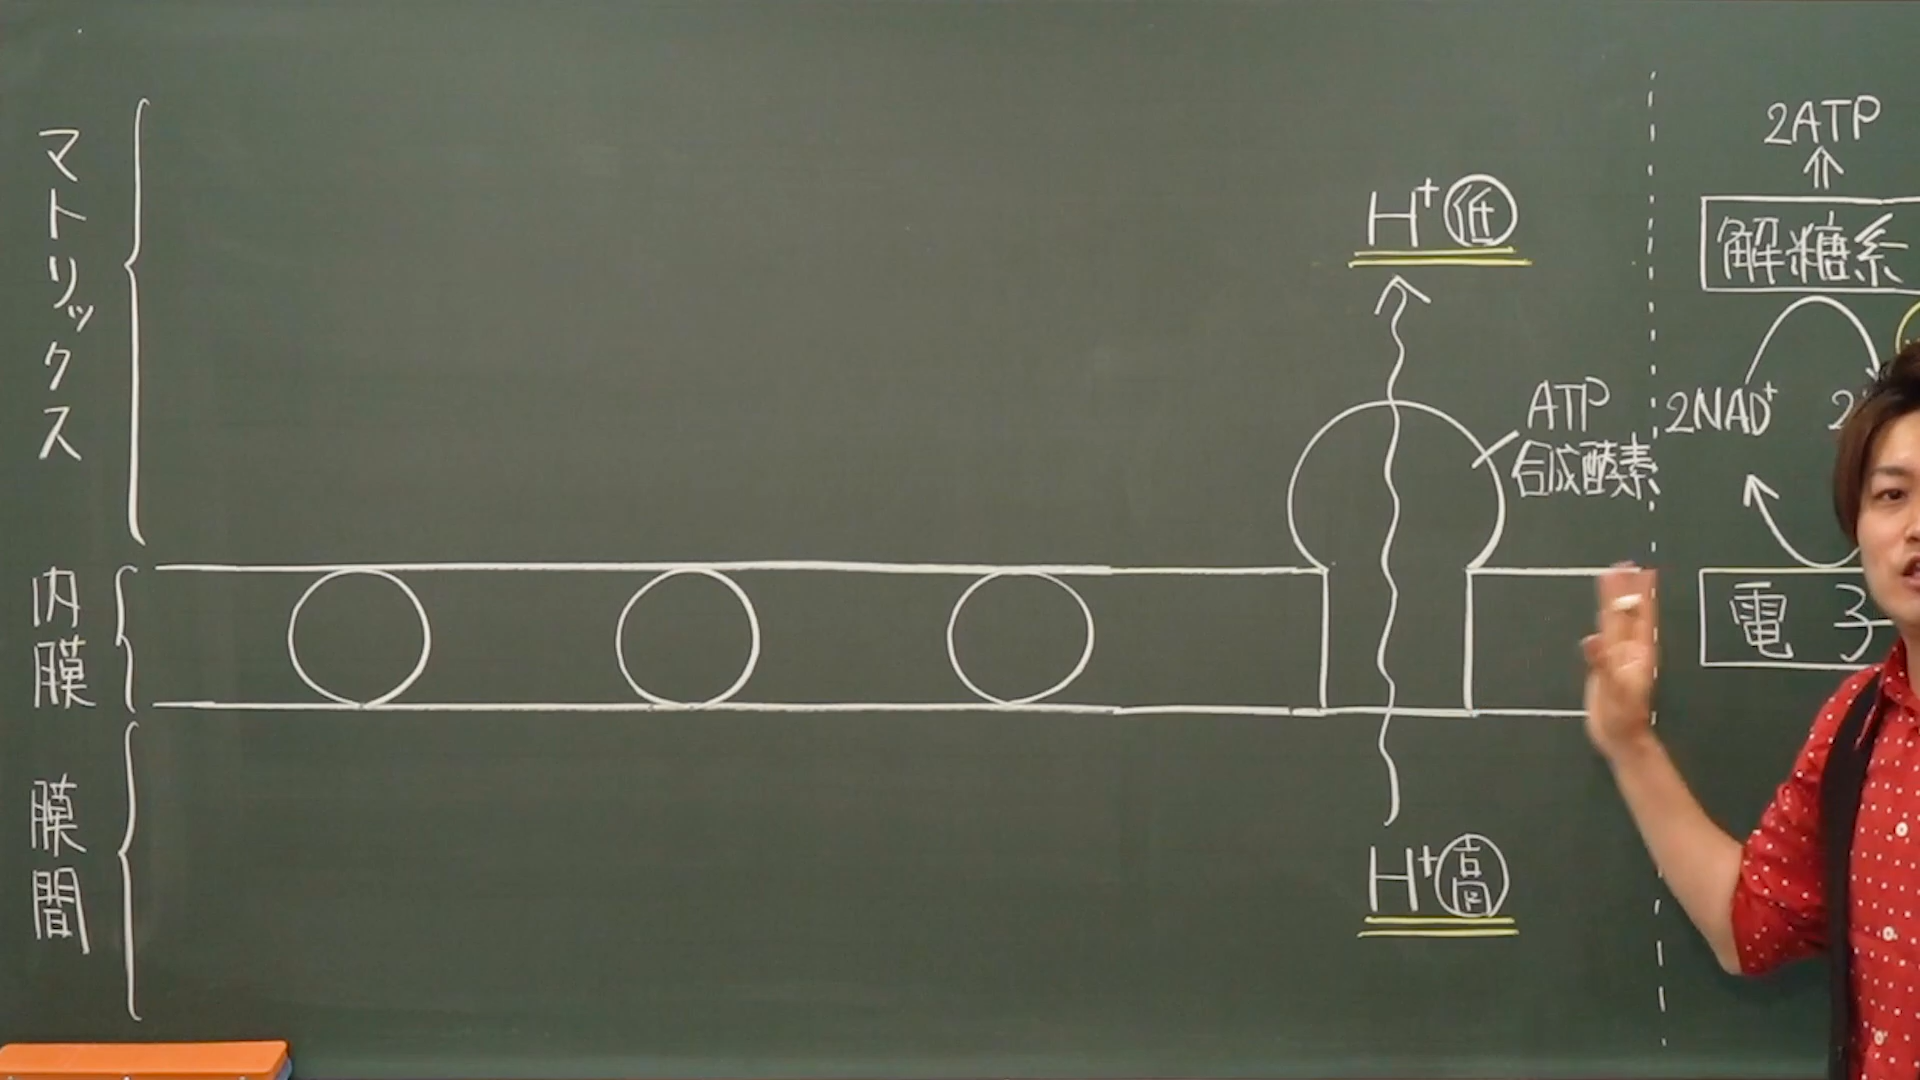 マトリックス
内膜
膜間
H⁺低
ATP
合成酵素
H⁺高
2ATP
解糖系
2NAD⁺
2
電子